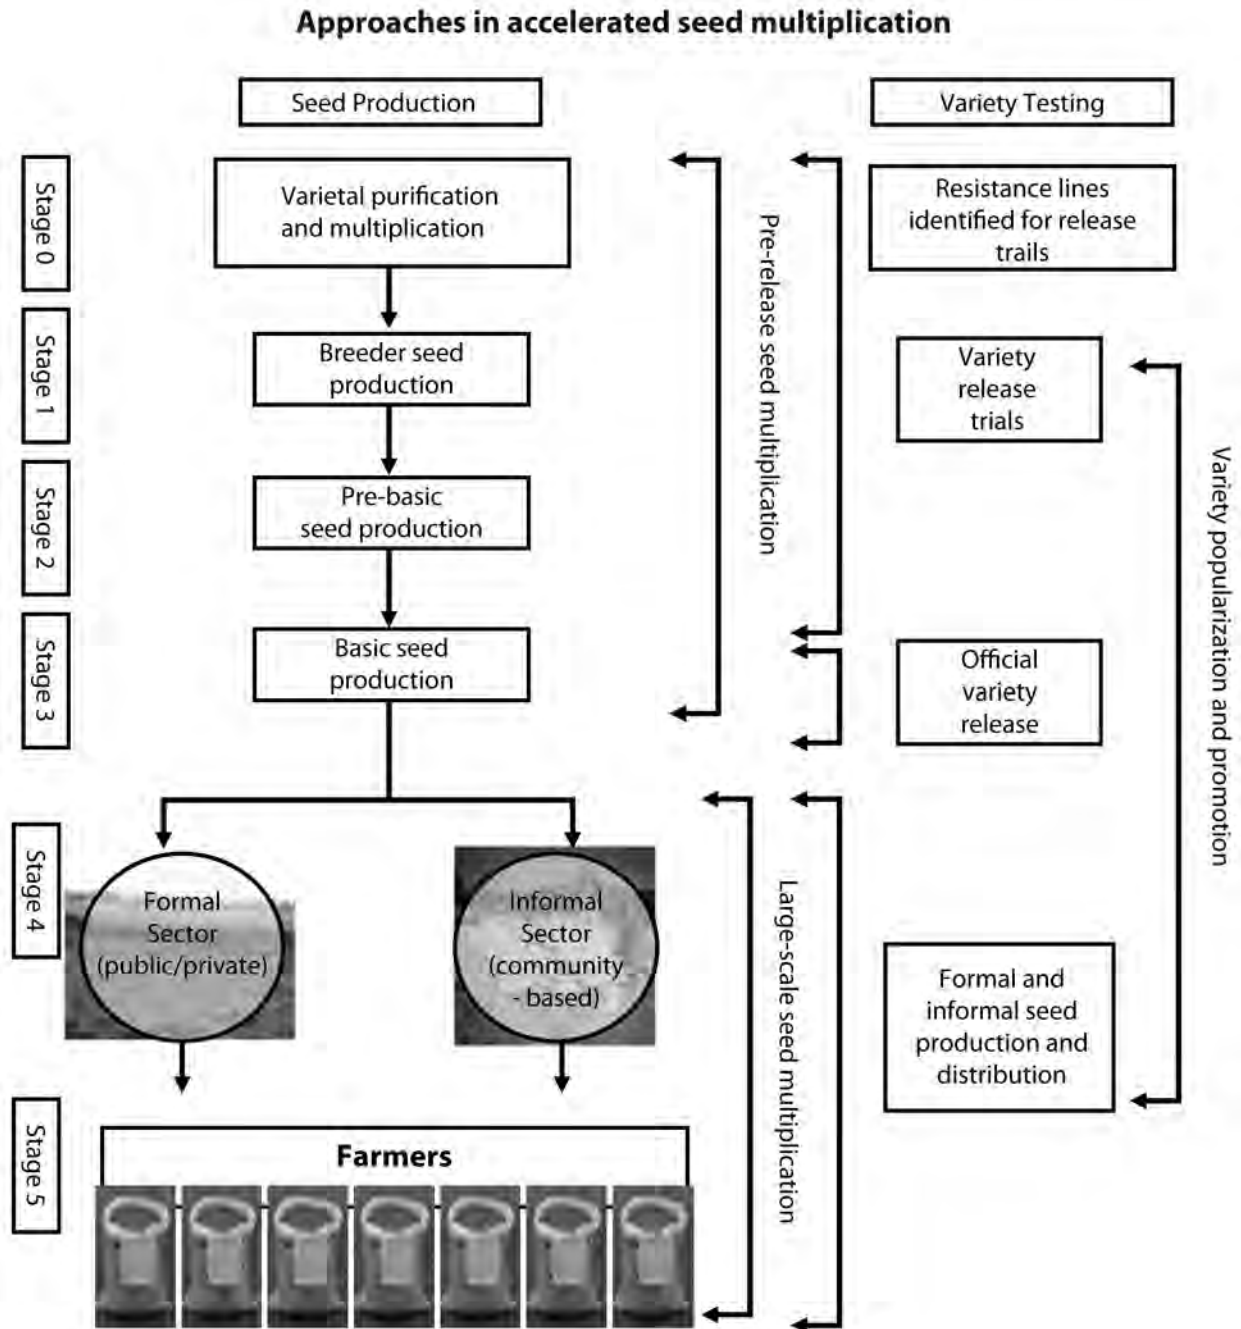 Approaches in accelerated seed multiplication
Seed Production
Variety Testing
Stage 0
Varietal purification
and multiplication
Resistance lines
identified for release
trails
Pre-release seed multiplication
Stage 1
Breeder seed
production
Variety
release
trials
Variety popularization and promotion
Stage 2
Pre-basic
seed production
Stage 3
Basic seed
production
Official
variety
release
Stage 4
Formal
Sector
(public/private)
Informal
Sector
(community
- based)
Large-scale seed multiplication
Formal and
informal seed
production and
distribution
Stage 5
Farmers